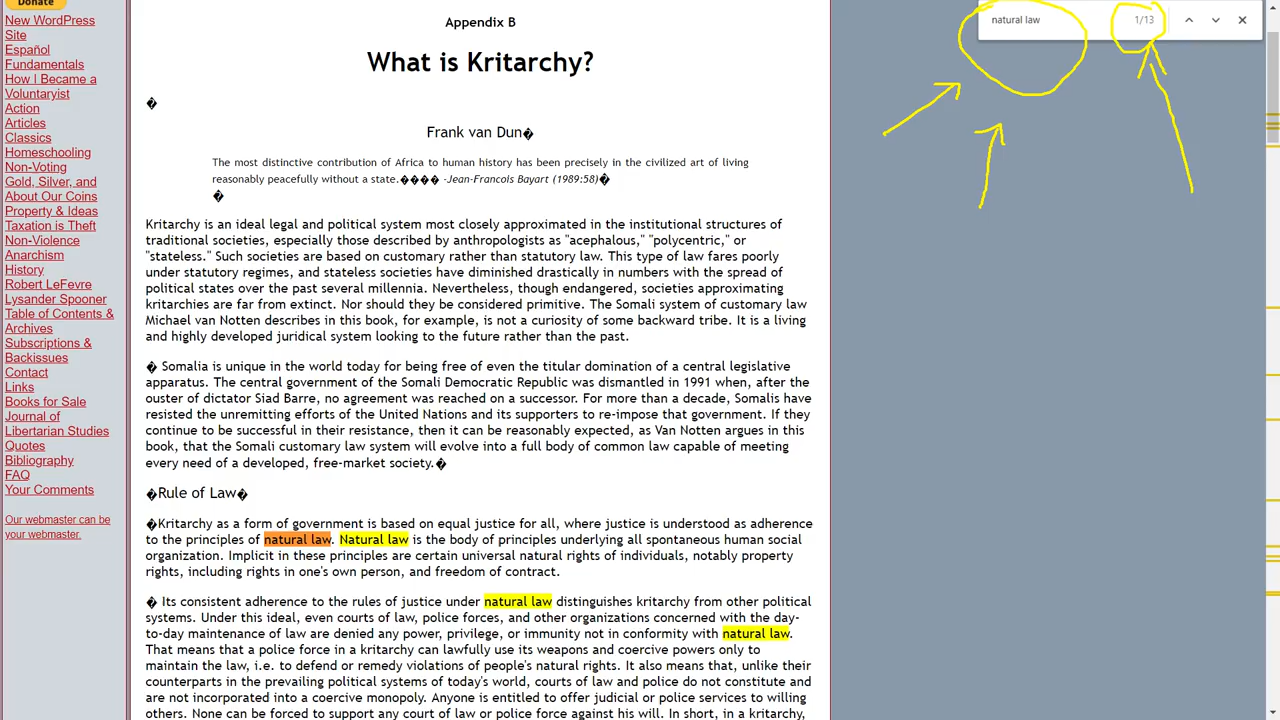 Donate
New WordPress
Site
Español
Fundamentals
How I Became a
Voluntaryist
Action
Articles
Classics
Homeschooling
Non-Voting
Gold, Silver, and
About Our Coins
Property & Ideas
Taxation is Theft
Non-Violence
Anarchism
History
Robert LeFevre
Lysander Spooner
Table of Contents &
Archives
Subscriptions &
Backissues
Contact
Links
Books for Sale
Journal of
Libertarian Studies
Quotes
Bibliography
FAQ
Your Comments
Our webmaster can be
your webmaster.
Appendix B
What is Kritarchy?
�
Frank van Dun�
The most distinctive contribution of Africa to human history has been precisely in the civilized art of living
reasonably peacefully without a state.���� -Jean-Francois Bayart (1989:58)�
�
Kritarchy is an ideal legal and political system most closely approximated in the institutional structures of
traditional societies, especially those described by anthropologists as "acephalous," "polycentric," or
"stateless." Such societies are based on customary rather than statutory law. This type of law fares poorly
under statutory regimes, and stateless societies have diminished drastically in numbers with the spread of
political states over the past several millennia. Nevertheless, though endangered, societies approximating
kritarchies are far from extinct. Nor should they be considered primitive. The Somali system of customary law
Michael van Notten describes in this book, for example, is not a curiosity of some backward tribe. It is a living
and highly developed juridical system looking to the future rather than the past.
� Somalia is unique in the world today for being free of even the titular domination of a central legislative
apparatus. The central government of the Somali Democratic Republic was dismantled in 1991 when, after the
ouster of dictator Siad Barre, no agreement was reached on a successor. For more than a decade, Somalis have
resisted the unremitting efforts of the United Nations and its supporters to re-impose that government. If they
continue to be successful in their resistance, then it can be reasonably expected, as Van Notten argues in this
book, that the Somali customary law system will evolve into a full body of common law capable of meeting
every need of a developed, free-market society.�
�Rule of Law�
�Kritarchy as a form of government is based on equal justice for all, where justice is understood as adherence
to the principles of natural law. Natural law is the body of principles underlying all spontaneous human social
organization. Implicit in these principles are certain universal natural rights of individuals, notably property
rights, including rights in one's own person, and freedom of contract.
� Its consistent adherence to the rules of justice under natural law distinguishes kritarchy from other political
systems. Under this ideal, even courts of law, police forces, and other organizations concerned with the day-
to-day maintenance of law are denied any power, privilege, or immunity not in conformity with natural law.
That means that a police force in a kritarchy can lawfully use its weapons and coercive powers only to
maintain the law, i.e. to defend or remedy violations of people's natural rights. It also means that, unlike their
counterparts in the prevailing political systems of today's world, courts of law and police do not constitute and
are not incorporated into a coercive monopoly. Anyone is entitled to offer judicial or police services to willing
others. None can be forced to support any court of law or police force against his will. In short, in a kritarchy,
natural law 1/13